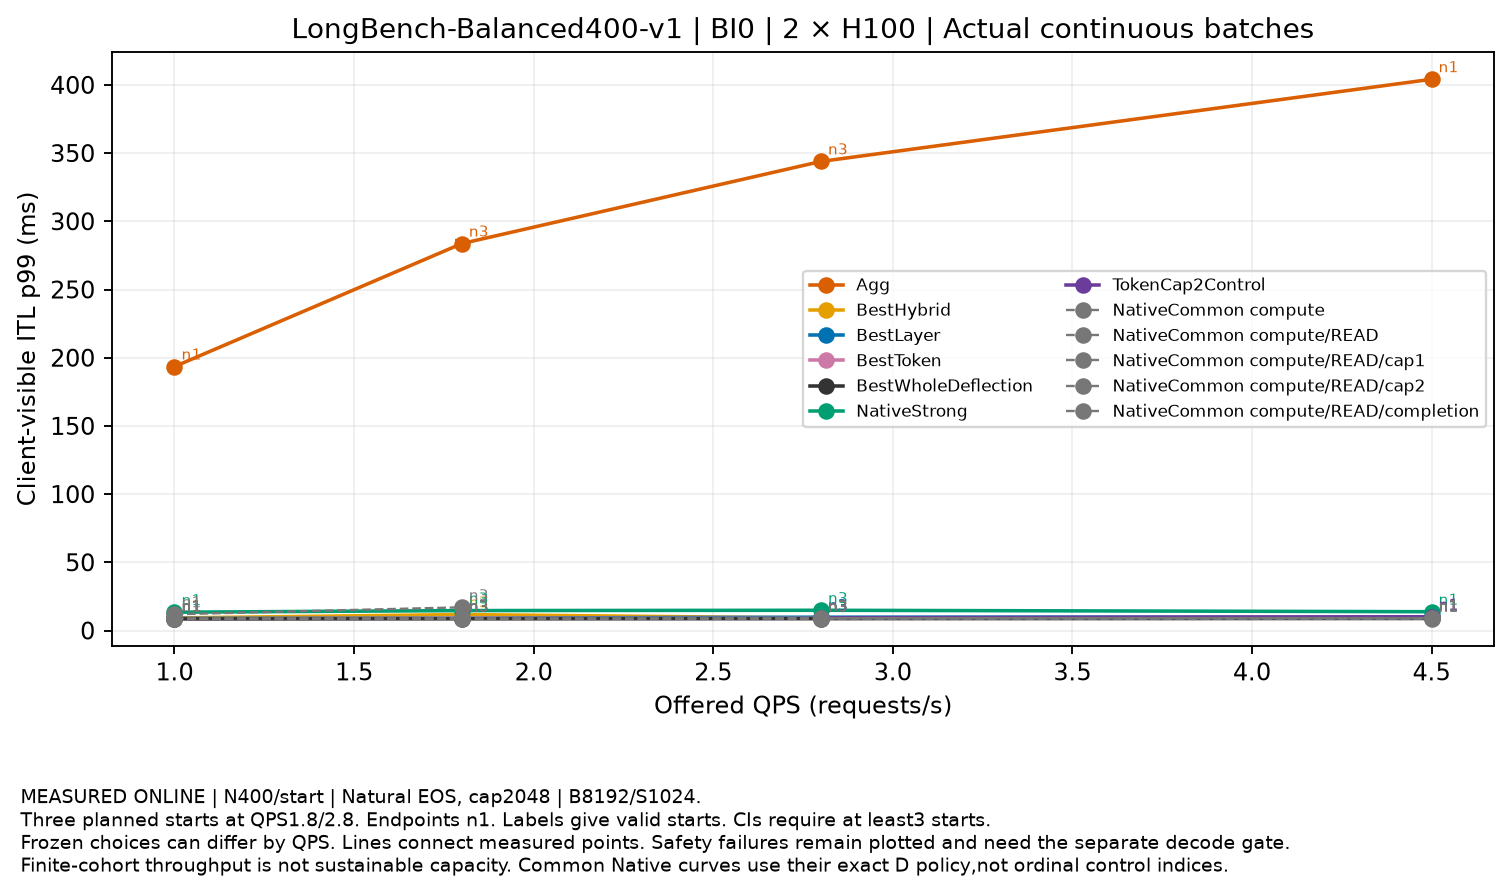 LongBench-Balanced400-v1 | BI0 | 2 × H100 | Actual continuous batches
Client-visible ITL p99 (ms)
400
350
300
250
200
150
100
50
0
n1
n3
n3
n1
Agg
BestHybrid
BestLayer
BestToken
BestWholeDeflection
NativeStrong
TokenCap2Control
NativeCommon compute
NativeCommon compute/READ
NativeCommon compute/READ/cap1
NativeCommon compute/READ/cap2
NativeCommon compute/READ/completion
n1
n3
n3
n1
1.0
1.5
2.0
2.5
3.0
3.5
4.0
4.5
Offered QPS (requests/s)
MEASURED ONLINE | N400/start | Natural EOS, cap2048 | B8192/S1024.
Three planned starts at QPS1.8/2.8. Endpoints n1. Labels give valid starts. CIs require at least3 starts.
Frozen choices can differ by QPS. Lines connect measured points. Safety failures remain plotted and need the separate decode gate.
Finite-cohort throughput is not sustainable capacity. Common Native curves use their exact D policy,not ordinal control indices.